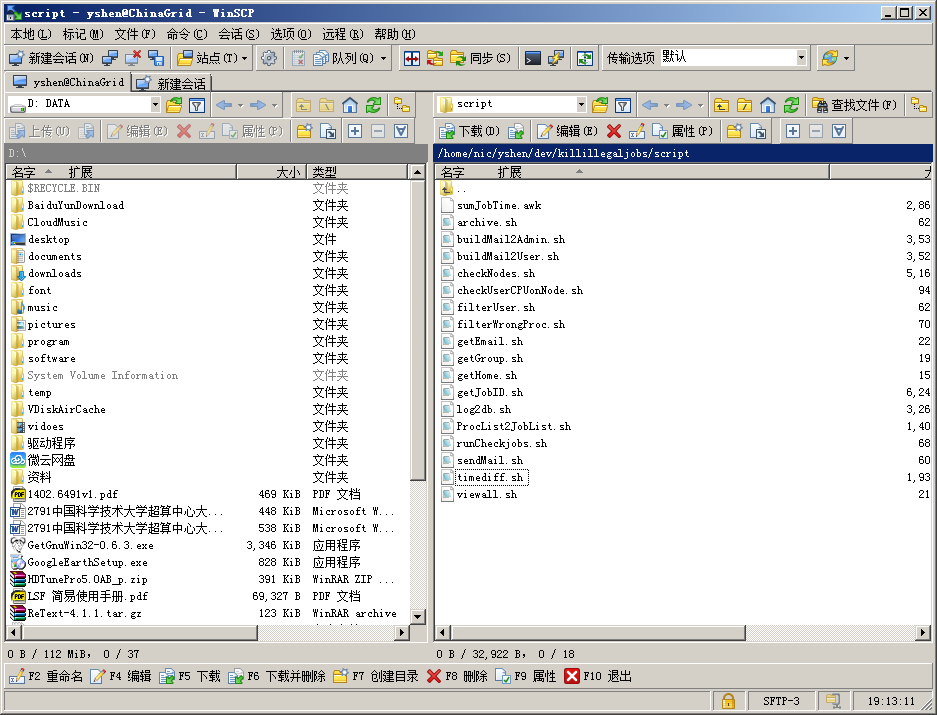 script - yshen@ChinaGrid - WinSCP
本地(L) 标记(M) 文件(F) 命令(C) 会话(S) 选项(O) 远程(R) 帮助(H)
新建会话(N) 站点(T) 队列(Q) 同步(S) 传输选项 默认
yshen@ChinaGrid 新建会话
D: DATA
上传(U) 编辑(E) 属性(P)
D:\
名字 扩展 大小 类型
$RECYCLE.BIN 文件夹
BaiduYunDownload 文件夹
CloudMusic 文件夹
desktop 文件
documents 文件夹
downloads 文件夹
font 文件夹
music 文件夹
pictures 文件夹
program 文件夹
software 文件夹
System Volume Information 文件夹
temp 文件夹
VDiskAirCache 文件夹
vidoes 文件夹
驱动程序 文件夹
微云网盘 文件夹
资料 文件夹
1402.6491v1.pdf 469 KiB PDF 文档
2791中国科学技术大学超算中心大... 448 KiB Microsoft W...
2791中国科学技术大学超算中心大... 538 KiB Microsoft W...
GetGnuWin32-0.6.3.exe 3,346 KiB 应用程序
GoogleEarthSetup.exe 828 KiB 应用程序
HDTunePro5.0AB_p.zip 391 KiB WinRAR ZIP ...
LSF 简易使用手册.pdf 69,327 B PDF 文档
ReText-4.1.1.tar.gz 123 KiB WinRAR archive
0 B / 112 MiB, 0 / 37
script 查找文件(F)
下载(D) 编辑(E) 属性(P)
/home/nic/yshen/dev/killillegaljobs/script
名字 扩展
..
sumJobTime.awk 2,86
archive.sh 62
buildMail2Admin.sh 3,53
buildMail2User.sh 3,52
checkNodes.sh 5,16
checkUserCPUonNode.sh 94
filterUser.sh 62
filterWrongProc.sh 70
getEmail.sh 22
getGroup.sh 19
getHome.sh 15
getJobID.sh 6,24
log2db.sh 3,26
ProcList2JobList.sh 1,40
runCheckjobs.sh 68
sendMail.sh 60
timediff.sh 1,93
viewall.sh 21
0 B / 32,922 B, 0 / 18
F2 重命名 F4 编辑 F5 下载 F6 下载并删除 F7 创建目录 F8 删除 F9 属性 F10 退出
SFTP-3 19:13:11